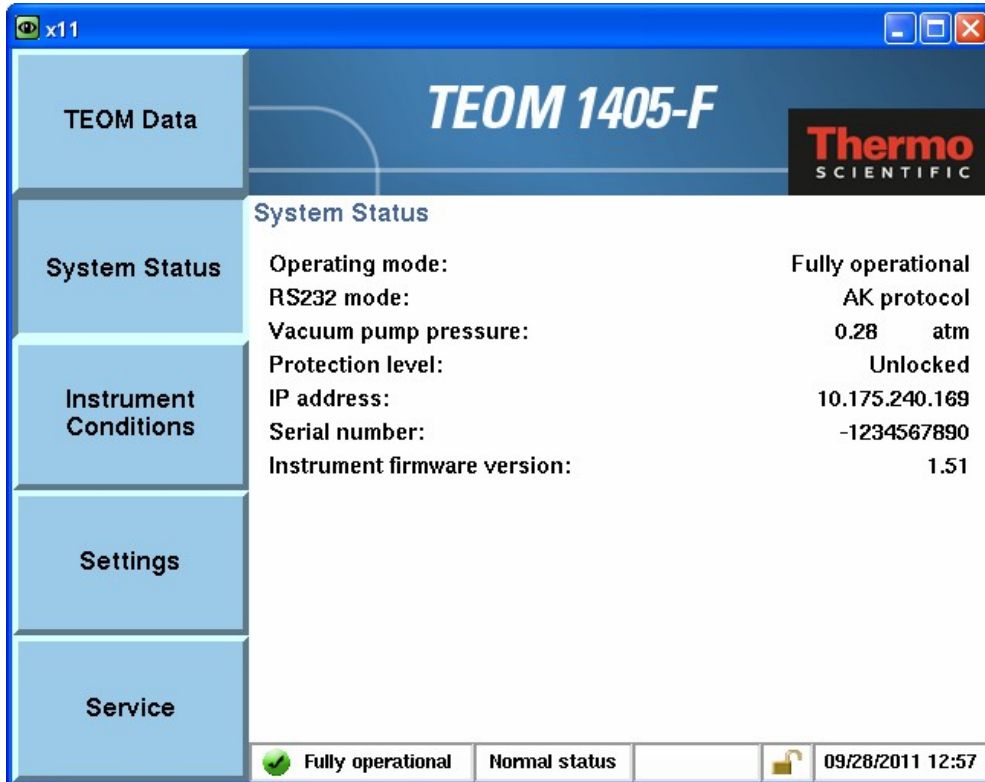 x11
TEOM Data
System Status
Instrument
Conditions
Settings
Service
TEOM 1405-F
Thermo
SCIENTIFIC
System Status
Operating mode: Fully operational
RS232 mode: AK protocol
Vacuum pump pressure: 0.28 atm
Protection level: Unlocked
IP address: 10.175.240.169
Serial number: -1234567890
Instrument firmware version: 1.51
Fully operational Normal status 09/28/2011 12:57